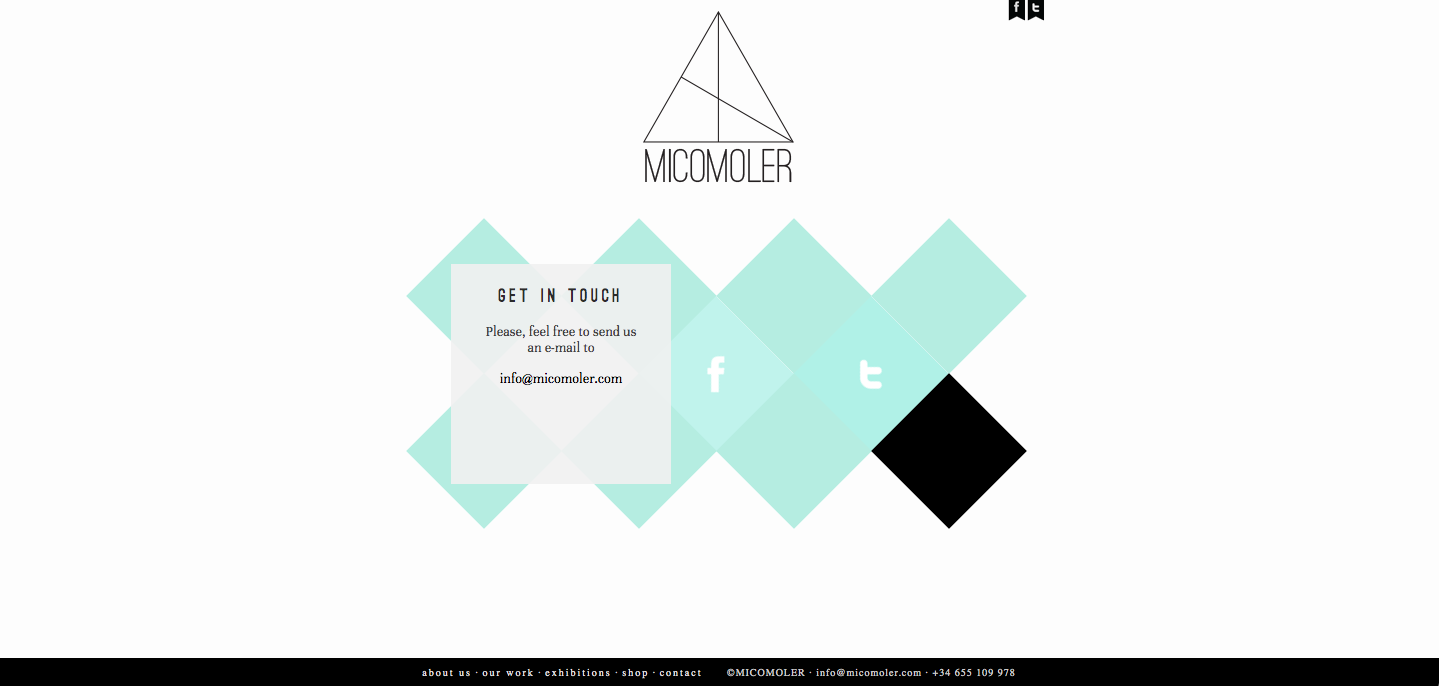 MICOMOLER
GET IN TOUCH
Please, feel free to send us
an e-mail to
info@micomoler.com
about us · our work · exhibitions · shop · contact
©MICOMOLER · info@micomoler.com · +34 655 109 978